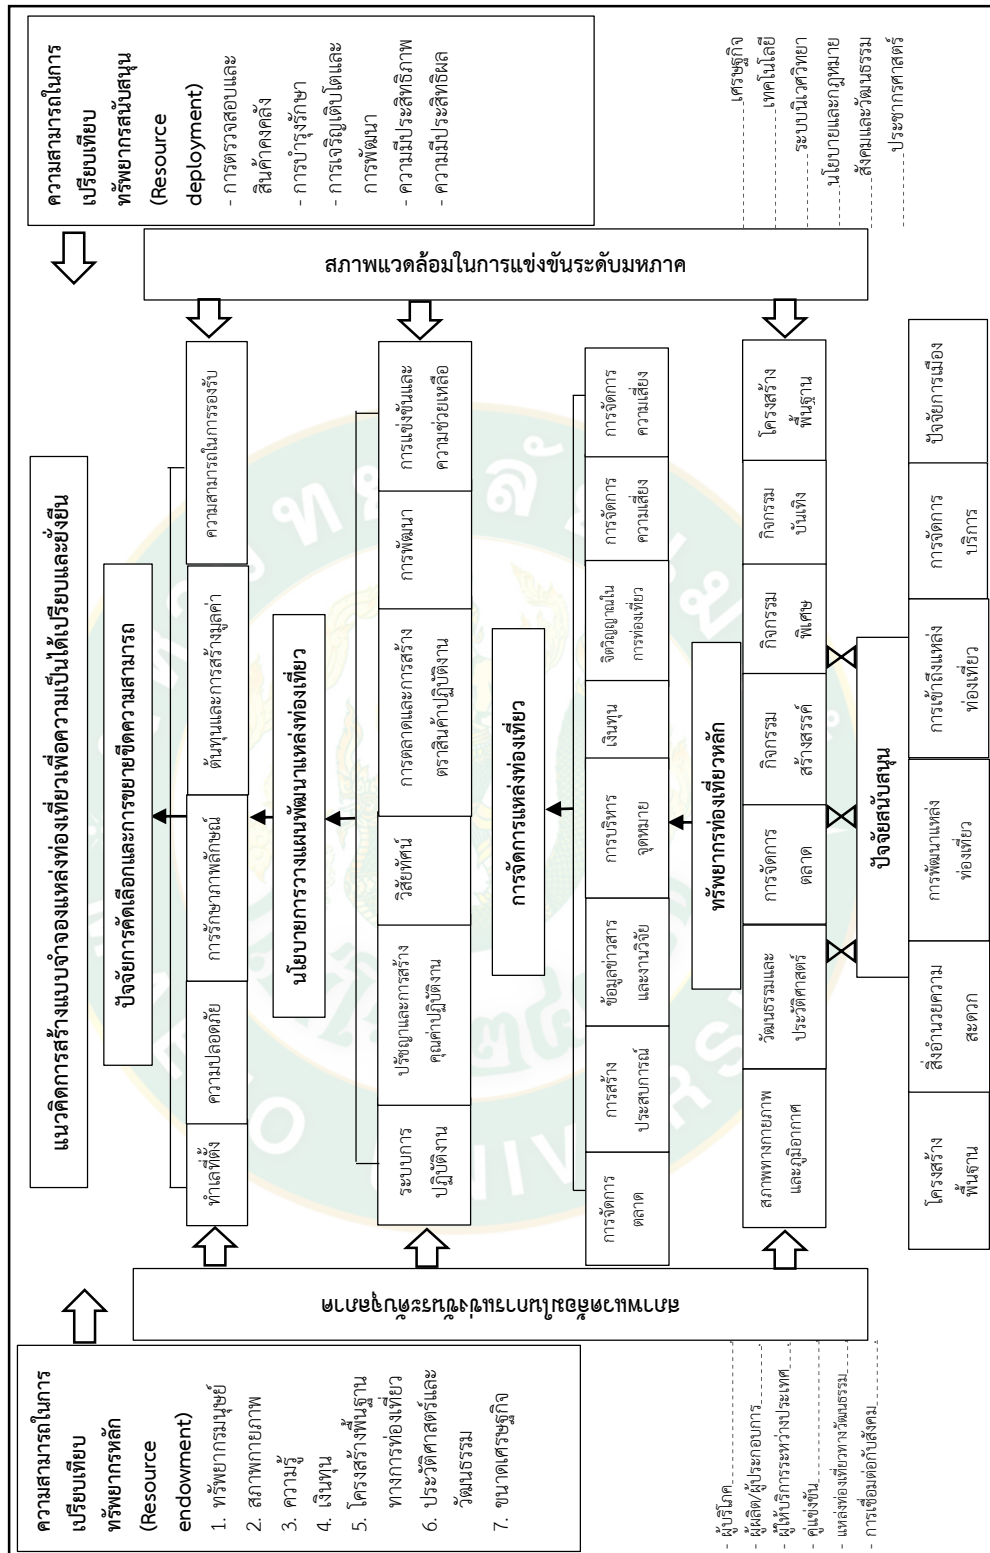 แนวคิดการสร้างแบบจำลองแหล่งท่องเที่ยวเพื่อความเป็นได้เปรียบและยั่งยืน
ความสามารถในการ
เปรียบเทียบ
ทรัพยากรหลัก
(Resource
endowment)
1. ทรัพยากรมนุษย์
2. สภาพกายภาพ
3. ความรู้
4. เงินทุน
5. โครงสร้างพื้นฐาน
ทางการท่องเที่ยว
6. ประวัติศาสตร์และ
วัฒนธรรม
7. ขนาดเศรษฐกิจ
- ผู้บริโภค
- ผู้ผลิต/ผู้ประกอบการ
- ผู้ให้บริการระหว่างประเทศ
- คู่แข่งขัน
- แหล่งท่องเที่ยวทางวัฒนธรรม
- การเชื่อมต่อกับสังคม
สภาพแวดล้อมในการแข่งขันระดับจุลภาค
ปัจจัยการคัดเลือกและการขยายขีดความสามารถ
ทำเลที่ตั้ง
ความปลอดภัย
การรักษาภาพลักษณ์
ต้นทุนและการสร้างมูลค่า
ความสามารถในการรองรับ
นโยบายการวางแผนพัฒนาแหล่งท่องเที่ยว
ระบบการ
ปฏิบัติงาน
ปรัชญาและการสร้าง
คุณค่าปฏิบัติงาน
วิสัยทัศน์
การตลาดและการสร้าง
ตราสินค้าปฏิบัติงาน
การพัฒนา
การแข่งขันและ
ความช่วยเหลือ
การจัดการแหล่งท่องเที่ยว
การจัดการ
ตลาด
การสร้าง
ประสบการณ์
ข้อมูลข่าวสาร
และงานวิจัย
การบริหาร
จุดหมาย
เงินทุน
จิตวิญญาณใน
การท่องเที่ยว
การจัดการ
ความเสี่ยง
การจัดการ
ความเสี่ยง
ทรัพยากรท่องเที่ยวหลัก
สภาพทางกายภาพ
และภูมิอากาศ
วัฒนธรรมและ
ประวัติศาสตร์
การจัดการ
ตลาด
กิจกรรม
สร้างสรรค์
กิจกรรม
พิเศษ
กิจกรรม
บันเทิง
โครงสร้าง
พื้นฐาน
ปัจจัยสนับสนุน
โครงสร้าง
พื้นฐาน
สิ่งอำนวยความ
สะดวก
การพัฒนาแหล่ง
ท่องเที่ยว
การเข้าถึงแหล่ง
ท่องเที่ยว
การจัดการ
บริการ
ปัจจัยการเมือง
สภาพแวดล้อมในการแข่งขันระดับมหภาค
ความสามารถในการ
เปรียบเทียบ
ทรัพยากรสนับสนุน
(Resource
deployment)
- การตรวจสอบและ
สินค้าคงคลัง
- การบำรุงรักษา
- การเจริญเติบโตและ
การพัฒนา
- ความมีประสิทธิภาพ
- ความมีประสิทธิผล
เศรษฐกิจ
เทคโนโลยี
ระบบนิเวศวิทยา
นโยบายและกฎหมาย
สังคมและวัฒนธรรม
ประชากรศาสตร์